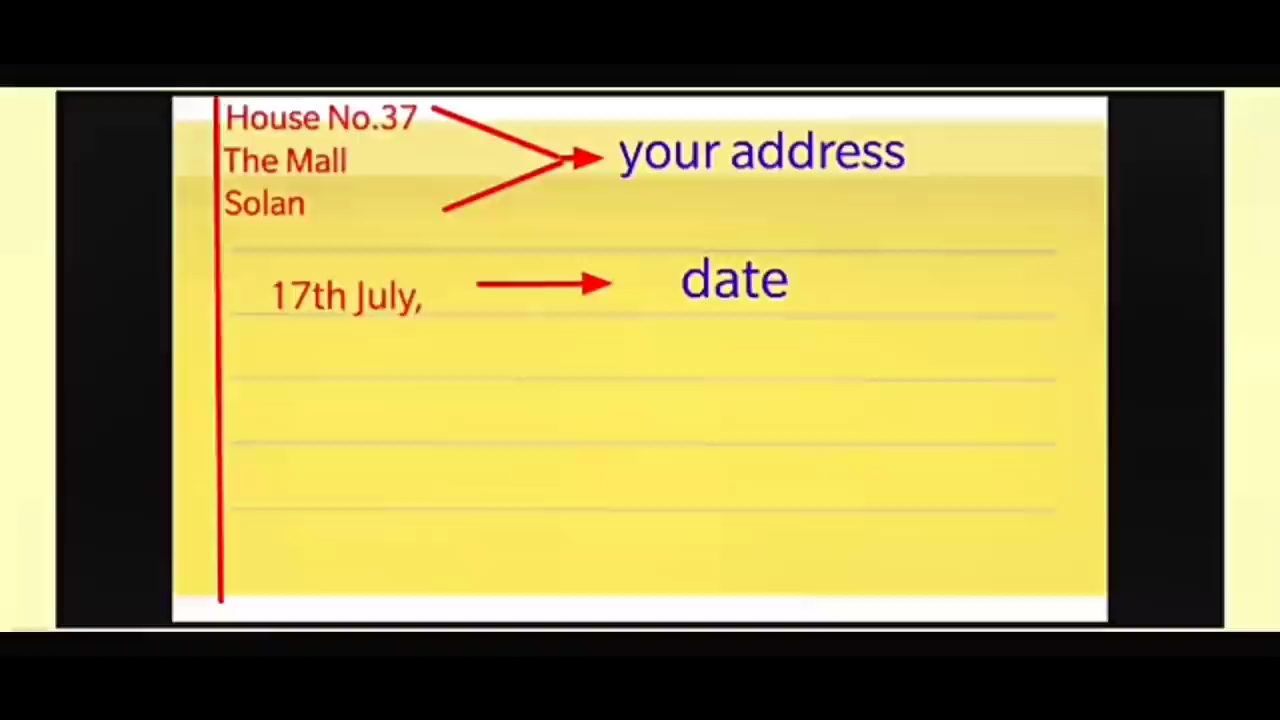 House No.37
The Mall
Solan
your address
17th July,
date